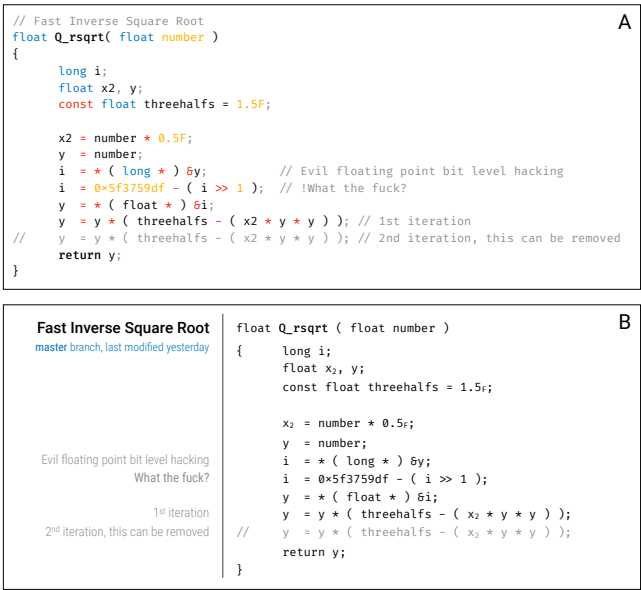 A
// Fast Inverse Square Root
float Q_rsqrt( float number )
{
long i;
float x2, y;
const float threehalfs = 1.5F;
x2 = number * 0.5F;
y = number;
i = * ( long * ) &y; // Evil floating point bit level hacking
i = 0×5f3759df - ( i >> 1 ); // !What the fuck?
y = * ( float * ) &i;
y = y * ( threehalfs - ( x2 * y * y ) ); // 1st iteration
// y = y * ( threehalfs - ( x2 * y * y ) ); // 2nd iteration, this can be removed
return y;
}
B
Fast Inverse Square Root
master branch, last modified yesterday
Evil floating point bit level hacking
What the fuck?
1st iteration
2nd iteration, this can be removed
float Q_rsqrt ( float number )
{ long i;
float x₂, y;
const float threehalfs = 1.5F;
x₂ = number * 0.5F;
y = number;
i = * ( long * ) &y;
i = 0×5f3759df - ( i >> 1 );
y = * ( float * ) &i;
y = y * ( threehalfs - ( x₂ * y * y ) );
// y = y * ( threehalfs - ( x₂ * y * y ) );
return y;
}